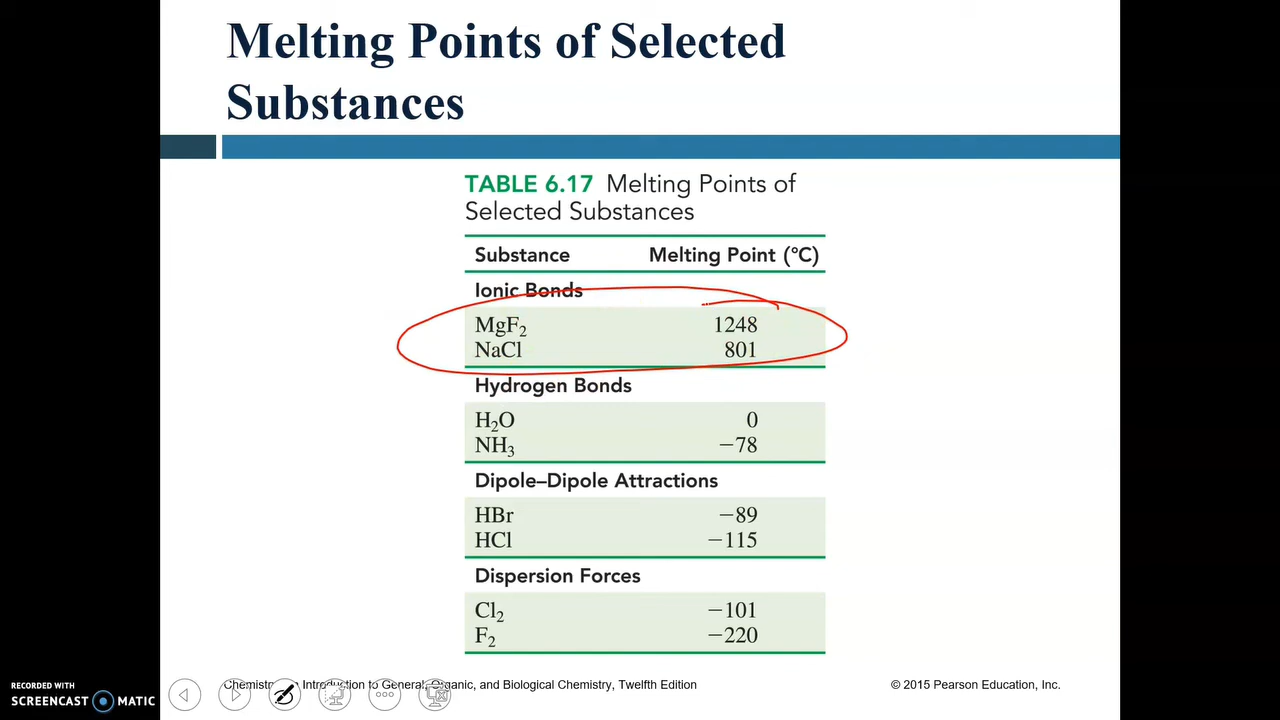 Melting Points of Selected
Substances
TABLE 6.17 Melting Points of
Selected Substances
Substance Melting Point (°C)
Ionic Bonds
MgF₂ 1248
NaCl 801
Hydrogen Bonds
H₂O 0
NH₃ −78
Dipole–Dipole Attractions
HBr −89
HCl −115
Dispersion Forces
Cl₂ −101
F₂ −220
Introduction to General, Organic, and Biological Chemistry, Twelfth Edition © 2015 Pearson Education, Inc.
RECORDED WITH
SCREENCAST MATIC